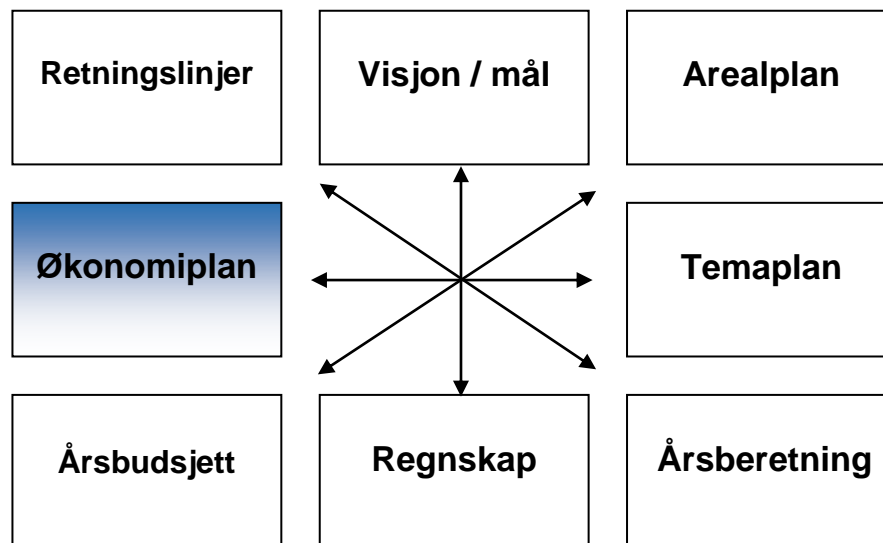 Retningslinjer
Visjon / mål
Arealplan
Økonomiplan
Temaplan
Årsbudsjett
Regnskap
Årsberetning